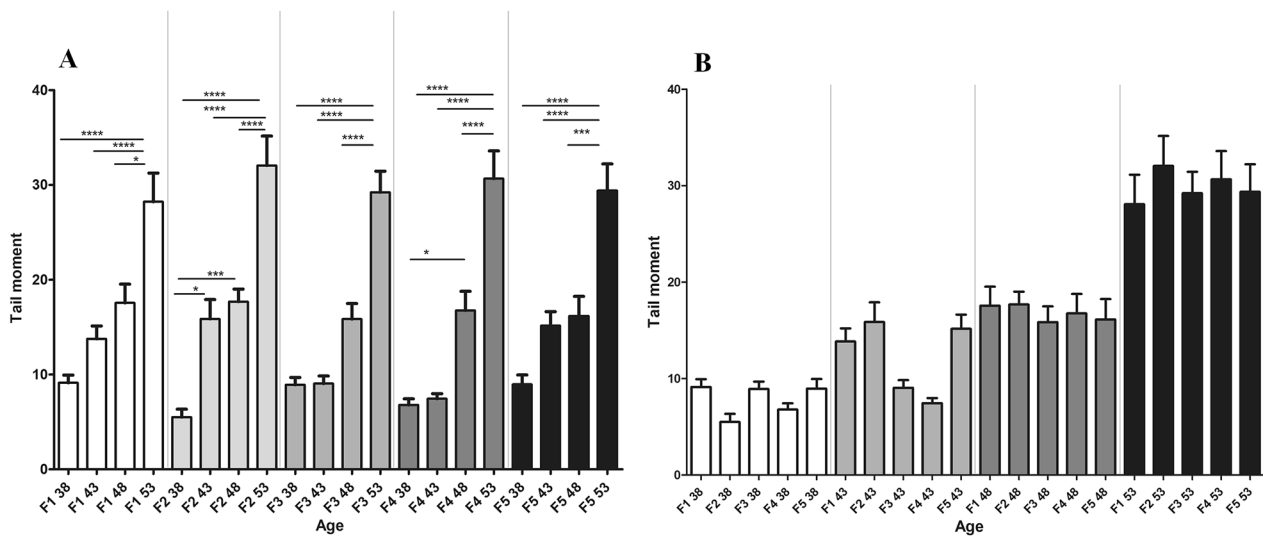 A
B
40
30
20
10
0
Tail moment
****
****
*
****
****
****
***
*
****
****
****
****
****
****
*
****
****
***
F1 38
F1 43
F1 48
F1 53
F2 38
F2 43
F2 48
F2 53
F3 38
F3 43
F3 48
F3 53
F4 38
F4 43
F4 48
F4 53
F5 38
F5 43
F5 48
F5 53
Age
40
30
20
10
0
Tail moment
F1 38
F2 38
F3 38
F4 38
F5 38
F1 43
F2 43
F3 43
F4 43
F5 43
F1 48
F2 48
F3 48
F4 48
F5 48
F1 53
F2 53
F3 53
F4 53
F5 53
Age